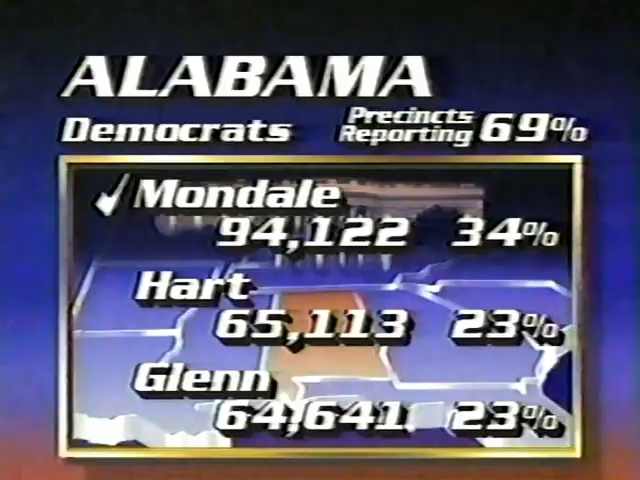 ALABAMA
Democrats
Precincts
Reporting 69%
✓Mondale
94,122 34%
Hart
65,113 23%
Glenn
64,641 23%